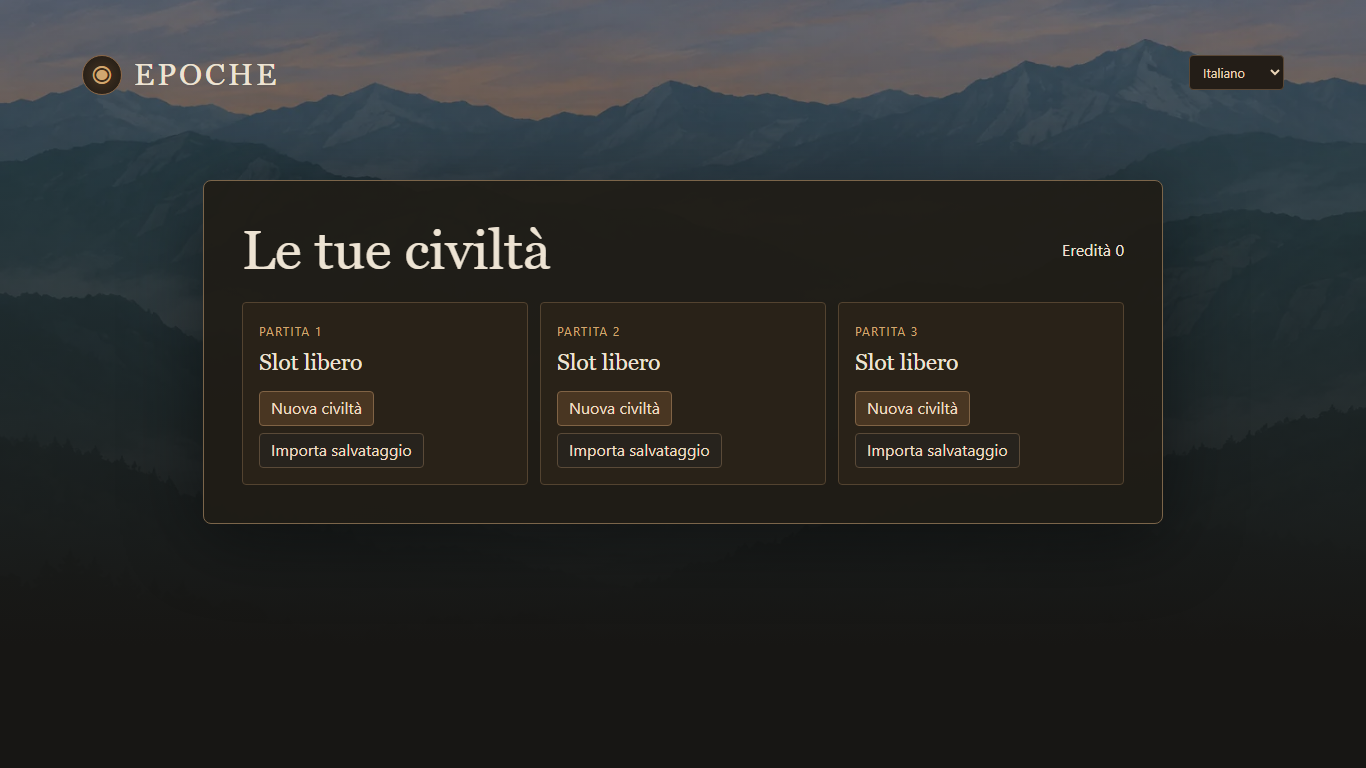 EPOCHE
Italiano
Le tue civiltà
Eredità 0
PARTITA 1
Slot libero
Nuova civiltà
Importa salvataggio
PARTITA 2
Slot libero
Nuova civiltà
Importa salvataggio
PARTITA 3
Slot libero
Nuova civiltà
Importa salvataggio